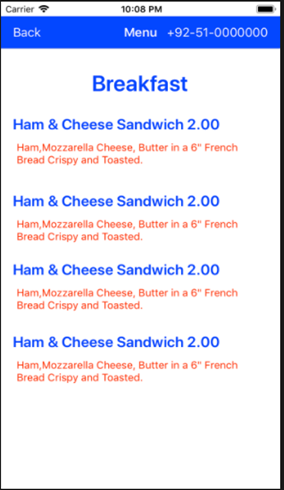 Carrier 10:08 PM
Back Menu +92-51-0000000
Breakfast
Ham & Cheese Sandwich 2.00
Ham,Mozzarella Cheese, Butter in a 6" French
Bread Crispy and Toasted.
Ham & Cheese Sandwich 2.00
Ham,Mozzarella Cheese, Butter in a 6" French
Bread Crispy and Toasted.
Ham & Cheese Sandwich 2.00
Ham,Mozzarella Cheese, Butter in a 6" French
Bread Crispy and Toasted.
Ham & Cheese Sandwich 2.00
Ham,Mozzarella Cheese, Butter in a 6" French
Bread Crispy and Toasted.